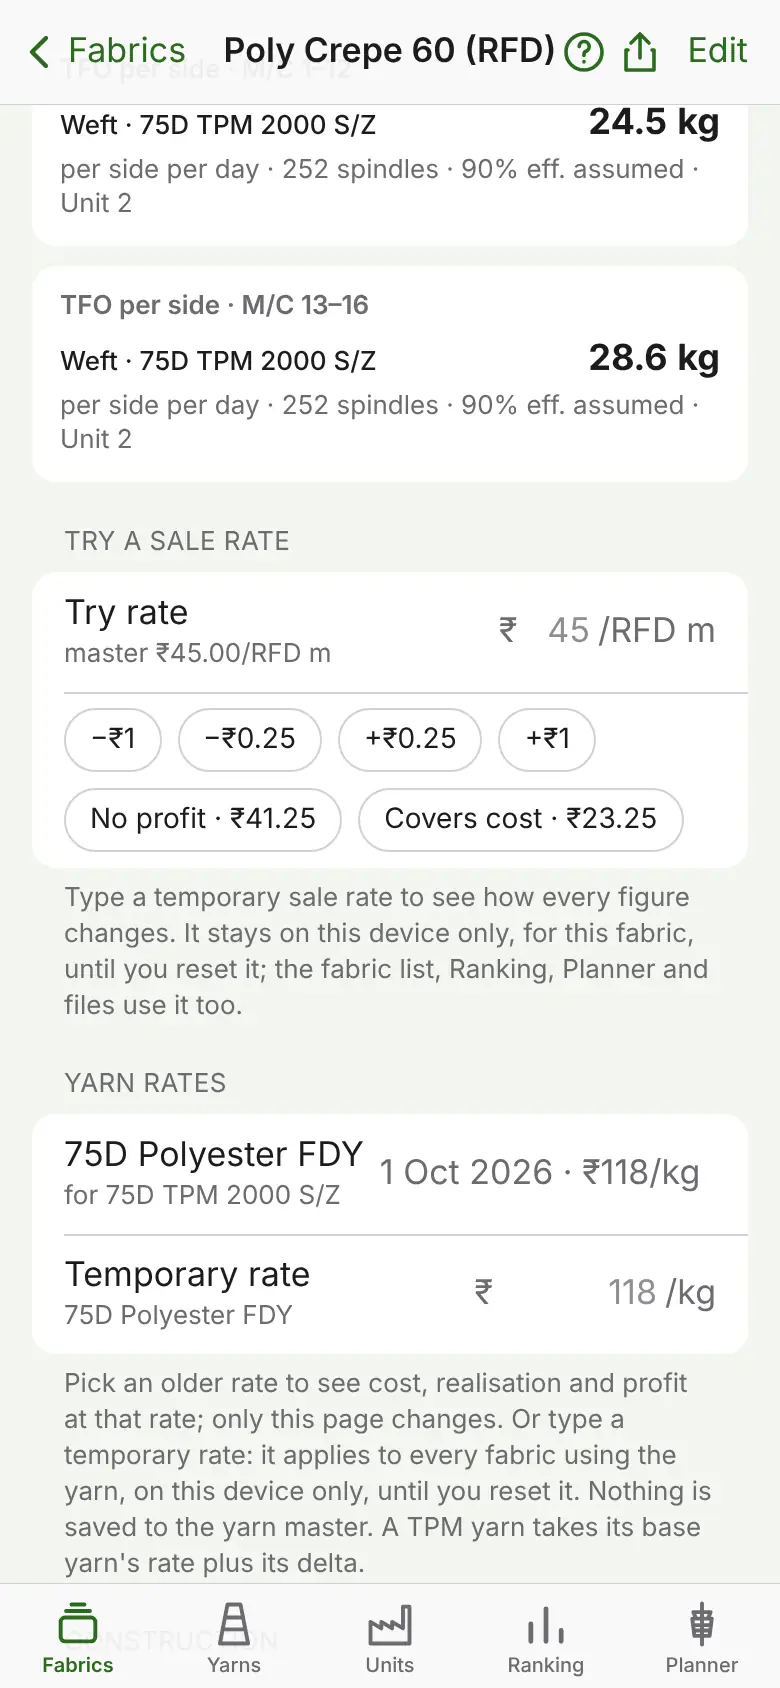 Fabrics
Poly Crepe 60 (RFD)
Edit
TFO per side · M/C 1–12
Weft · 75D TPM 2000 S/Z
24.5 kg
per side per day · 252 spindles · 90% eff. assumed ·
Unit 2
TFO per side · M/C 13–16
Weft · 75D TPM 2000 S/Z
28.6 kg
per side per day · 252 spindles · 90% eff. assumed ·
Unit 2
TRY A SALE RATE
Try rate
₹ 45 /RFD m
master ₹45.00/RFD m
−₹1
−₹0.25
+₹0.25
+₹1
No profit · ₹41.25
Covers cost · ₹23.25
Type a temporary sale rate to see how every figure
changes. It stays on this device only, for this fabric,
until you reset it; the fabric list, Ranking, Planner and
files use it too.
YARN RATES
75D Polyester FDY
1 Oct 2026 · ₹118/kg
for 75D TPM 2000 S/Z
Temporary rate
₹ 118 /kg
75D Polyester FDY
Pick an older rate to see cost, realisation and profit
at that rate; only this page changes. Or type a
temporary rate: it applies to every fabric using the
yarn, on this device only, until you reset it. Nothing is
saved to the yarn master. A TPM yarn takes its base
yarn's rate plus its delta.
CONSTRUCTION
Fabrics
Yarns
Units
Ranking
Planner